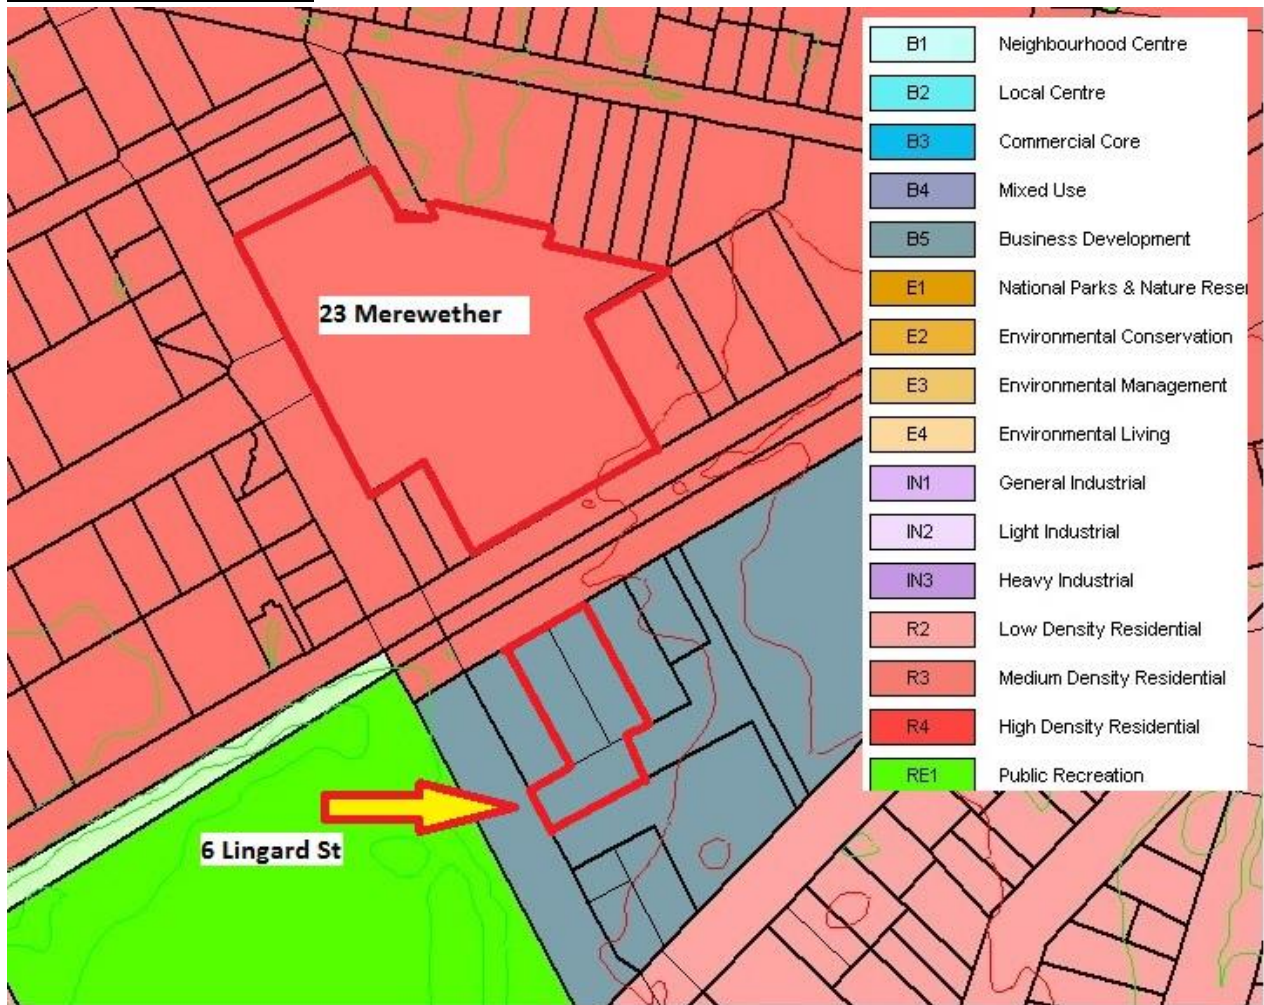 23 Merewether
6 Lingard St
B1 Neighbourhood Centre
B2 Local Centre
B3 Commercial Core
B4 Mixed Use
B5 Business Development
E1 National Parks & Nature Reser
E2 Environmental Conservation
E3 Environmental Management
E4 Environmental Living
IN1 General Industrial
IN2 Light Industrial
IN3 Heavy Industrial
R2 Low Density Residential
R3 Medium Density Residential
R4 High Density Residential
RE1 Public Recreation